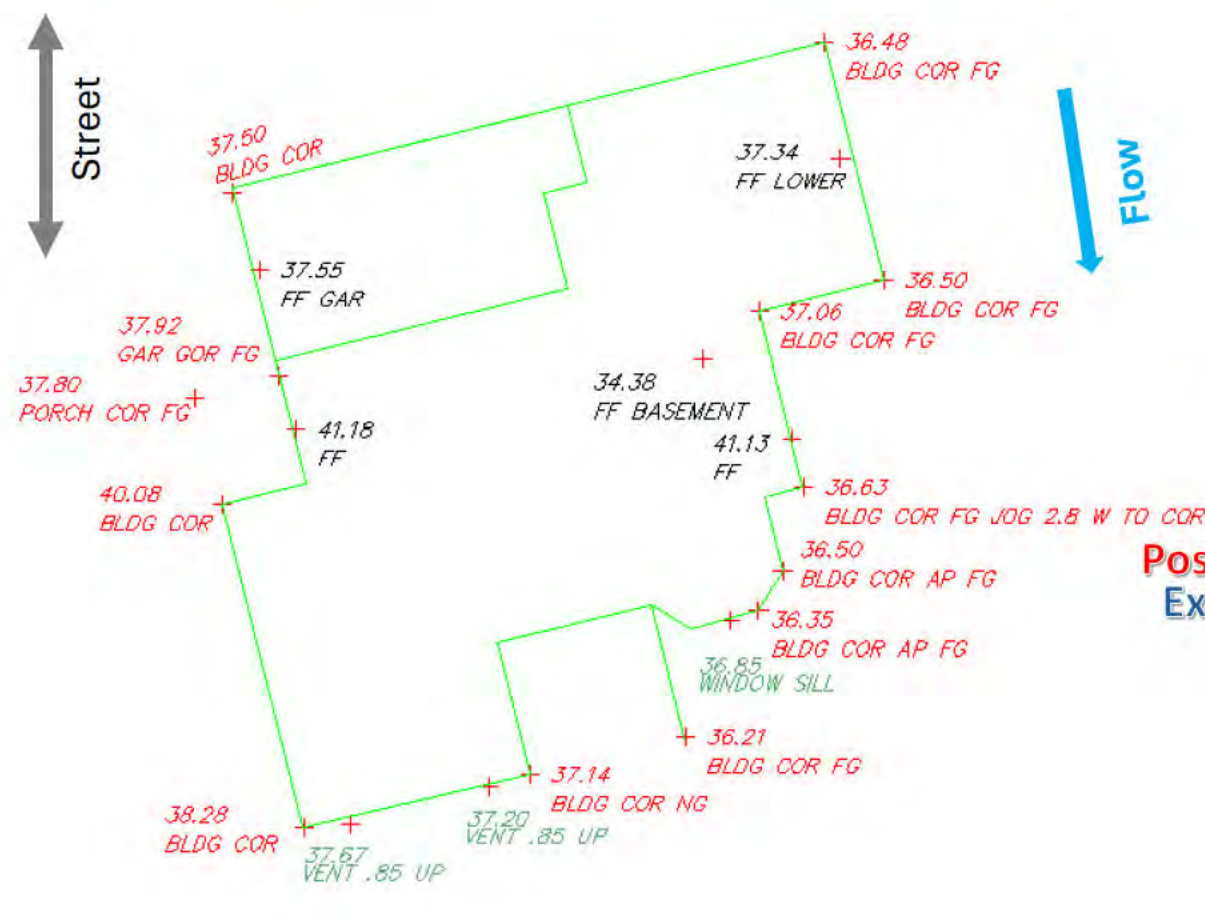 Street
37.50
BLDG COR
36.48
BLDG COR FG
37.34
FF LOWER
Flow
37.55
FF GAR
36.50
BLDG COR FG
37.06
BLDG COR FG
37.92
GAR GOR FG
37.80
PORCH COR FG
34.38
FF BASEMENT
41.18
FF
41.13
FF
40.08
BLDG COR
36.63
BLDG COR FG JOG 2.8 W TO COR
36.50
BLDG COR AP FG
Pos
Ex
36.35
BLDG COR AP FG
36.85
WINDOW SILL
36.21
BLDG COR FG
37.14
BLDG COR NG
37.20
VENT .85 UP
38.28
BLDG COR
37.67
VENT .85 UP